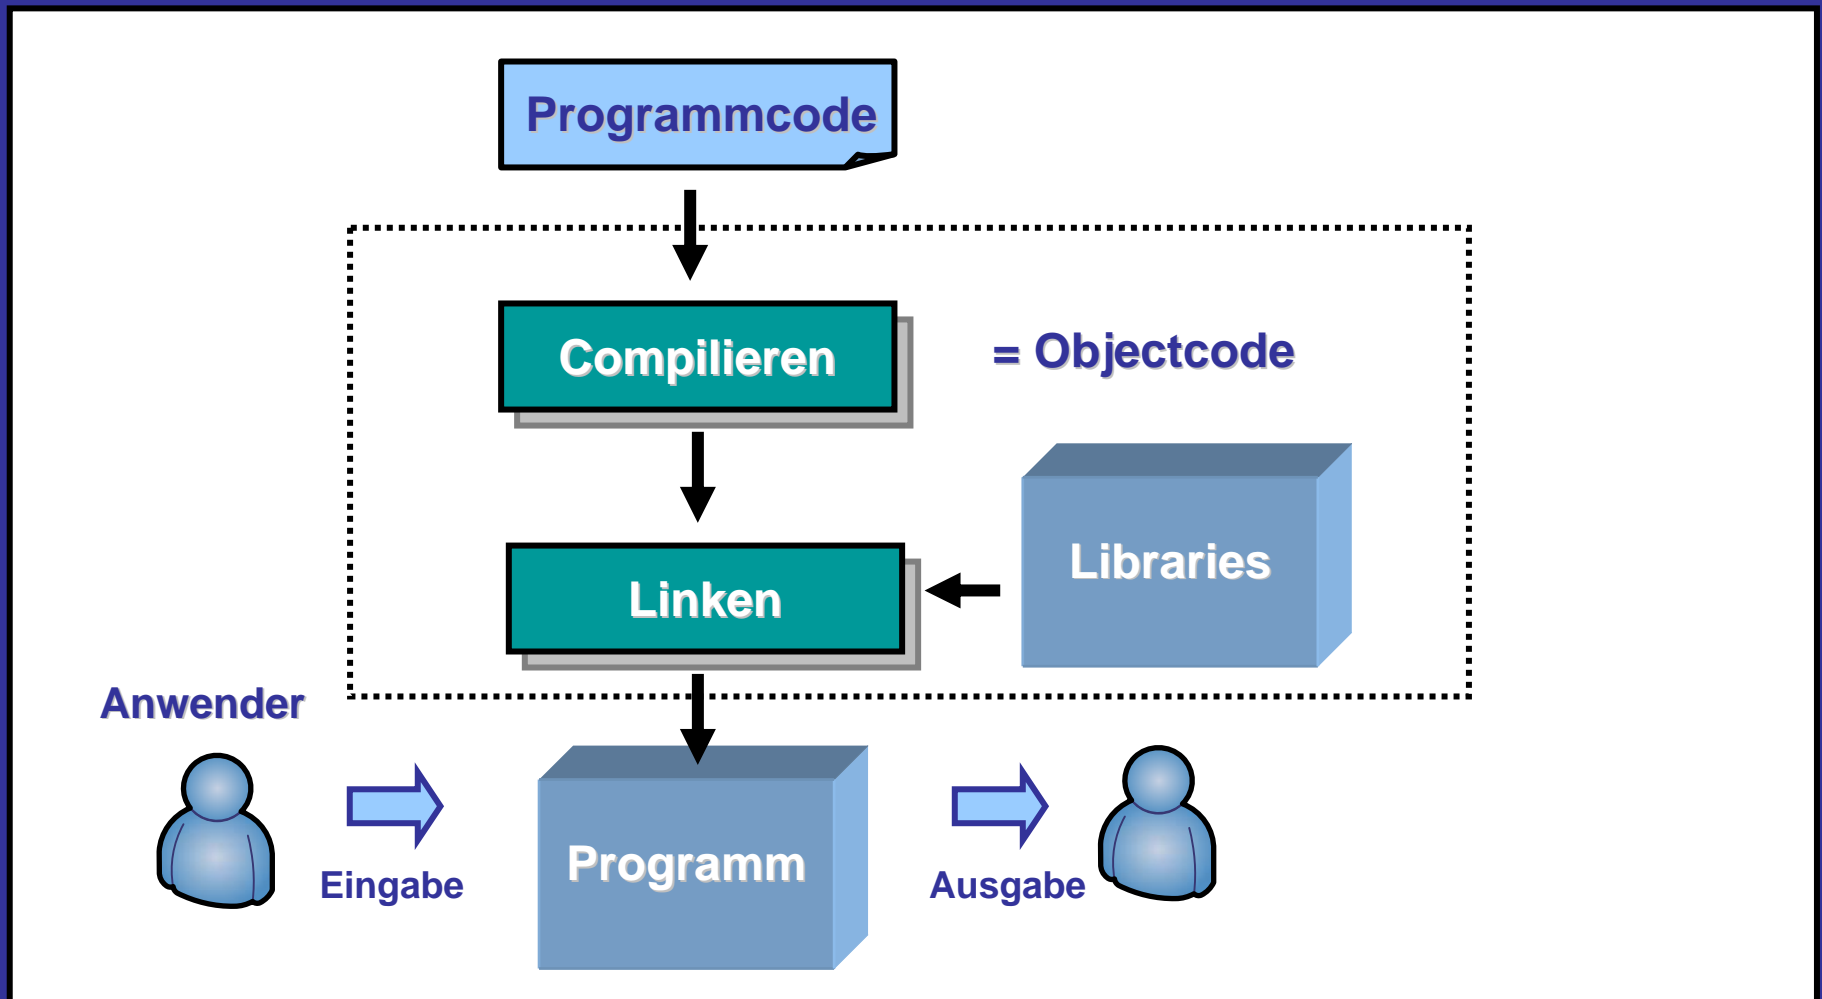 Programmcode
Compilieren
= Objectcode
Libraries
Linken
Anwender
Eingabe
Programm
Ausgabe